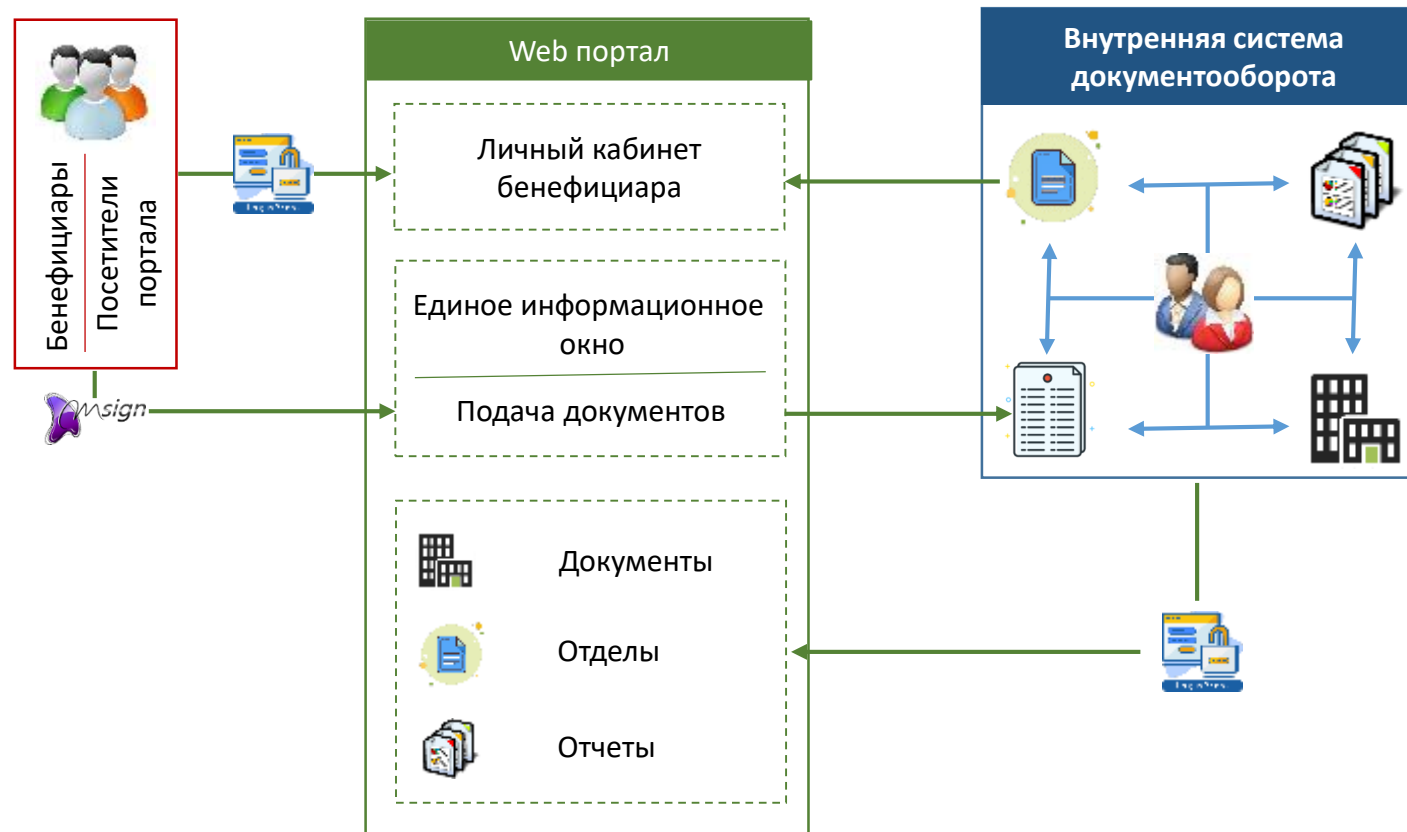 Бенефициары
Посетители
портала
Msign
Web портал
Личный кабинет
бенефициара
Единое информационное
окно
Подача документов
Документы
Отделы
Отчеты
Внутренняя система
документооборота